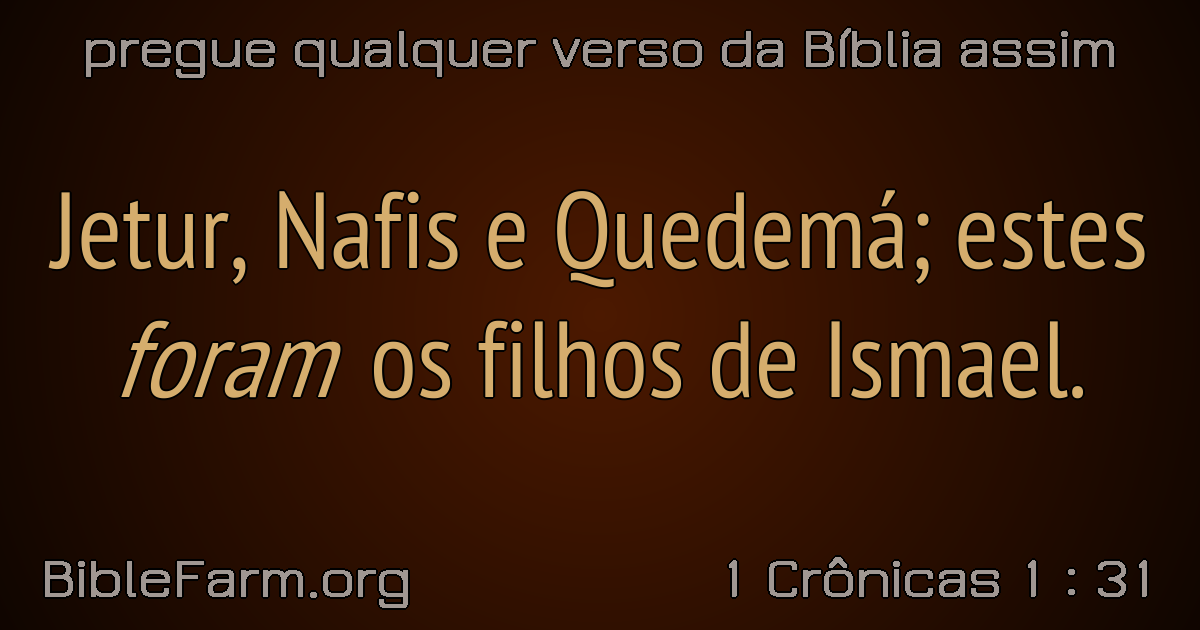 pregue qualquer verso da Bíblia assim
Jetur, Nafis e Quedemá; estes
foram os filhos de Ismael.
BibleFarm.org
1 Crônicas 1 : 31